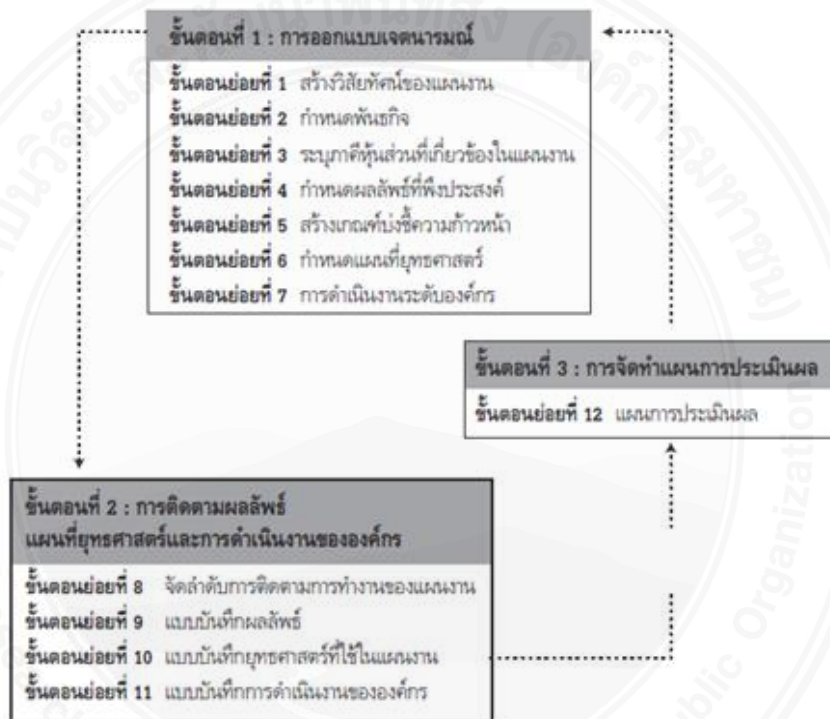 ขั้นตอนที่ 1 : การออกแบบเจตนารมณ์
ขั้นตอนย่อยที่ 1 สร้างวิสัยทัศน์ของแผนงาน
ขั้นตอนย่อยที่ 2 กำหนดพันธกิจ
ขั้นตอนย่อยที่ 3 ระบุภาคีหุ้นส่วนที่เกี่ยวข้องในแผนงาน
ขั้นตอนย่อยที่ 4 กำหนดผลลัพธ์ที่พึงประสงค์
ขั้นตอนย่อยที่ 5 สร้างเกณฑ์บ่งชี้ความก้าวหน้า
ขั้นตอนย่อยที่ 6 กำหนดแผนที่ยุทธศาสตร์
ขั้นตอนย่อยที่ 7 การดำเนินงานระดับองค์กร
ขั้นตอนที่ 3 : การจัดทำแผนการประเมินผล
ขั้นตอนย่อยที่ 12 แผนการประเมินผล
ขั้นตอนที่ 2 : การติดตามผลลัพธ์
แผนที่ยุทธศาสตร์และการดำเนินงานขององค์กร
ขั้นตอนย่อยที่ 8 จัดลำดับการติดตามการทำงานของแผนงาน
ขั้นตอนย่อยที่ 9 แบบบันทึกผลลัพธ์
ขั้นตอนย่อยที่ 10 แบบบันทึกยุทธศาสตร์ที่ใช้ในแผนงาน
ขั้นตอนย่อยที่ 11 แบบบันทึกการดำเนินงานขององค์กร
(องค์การมหาชน)
Organization